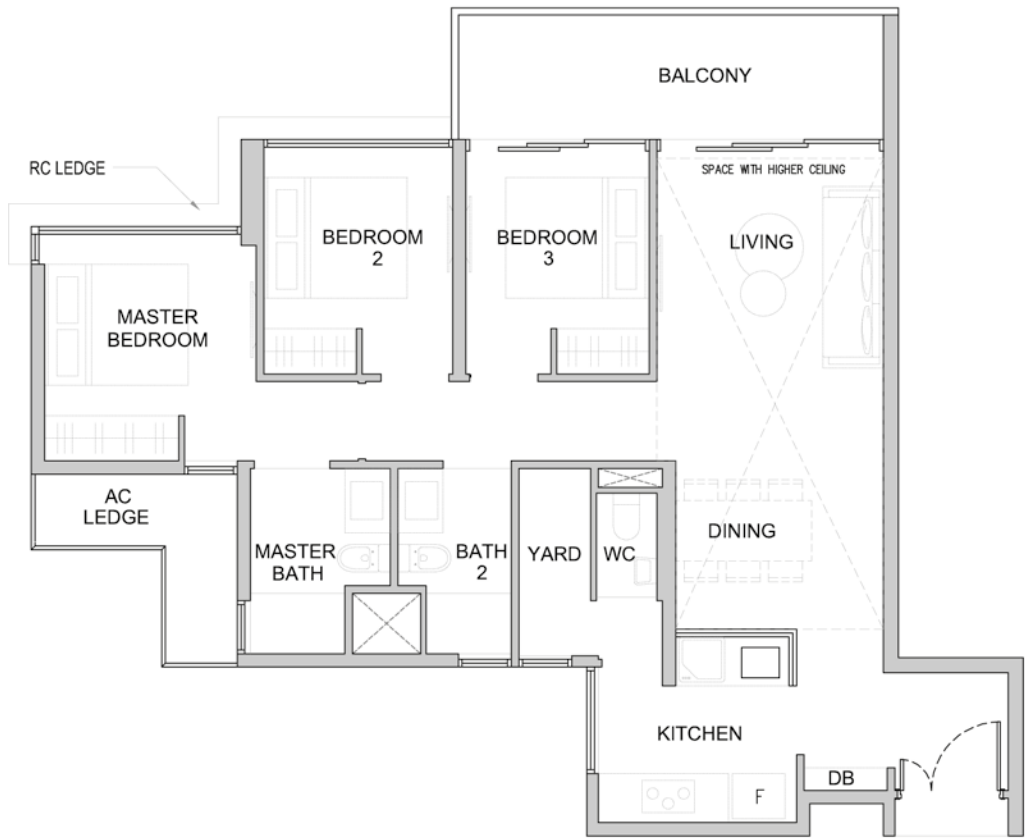 BALCONY
RC LEDGE
SPACE WITH HIGHER CEILING
BEDROOM
2
BEDROOM
3
LIVING
MASTER
BEDROOM
AC
LEDGE
DINING
MASTER
BATH
BATH
2
YARD
WC
KITCHEN
DB
F